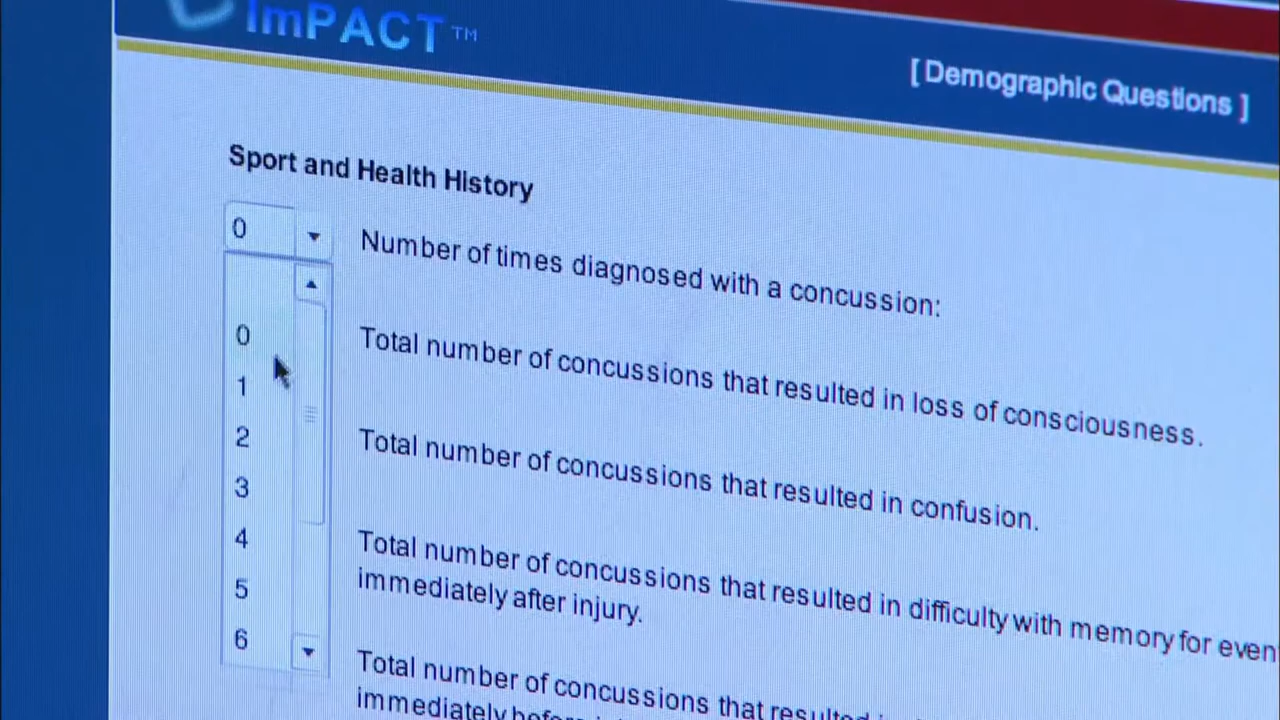 ImPACT™
[ Demographic Questions ]
Sport and Health History
0
Number of times diagnosed with a concussion:
0
1
2
3
4
5
6
Total number of concussions that resulted in loss of consciousness.
Total number of concussions that resulted in confusion.
Total number of concussions that resulted in difficulty with memory for even
immediately after injury.
Total number of concussions that resulted
immediately before